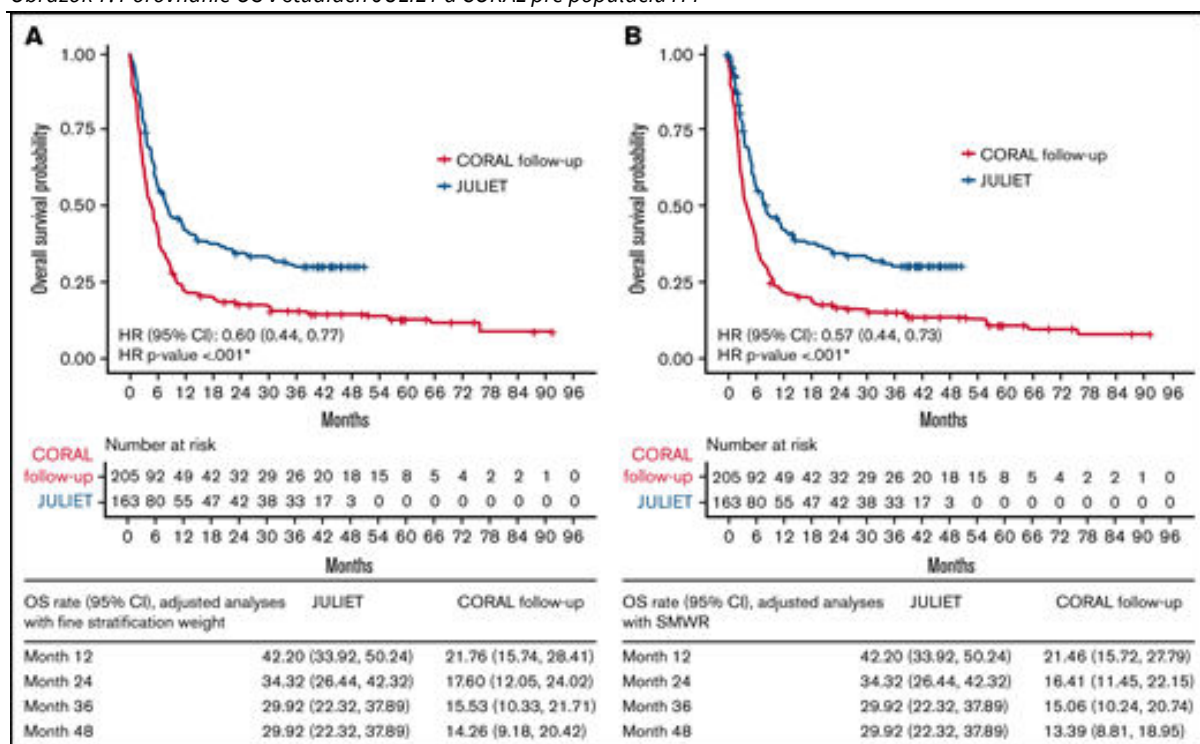 A
1.00
0.75
0.50
0.25
0.00
Overall survival probability
CORAL follow-up
JULIET
HR (95% CI): 0.60 (0.44, 0.77)
HR p-value <.001*
0 6 12 18 24 30 36 42 48 54 60 66 72 78 84 90 96
Months
Number at risk
CORAL
follow-up 205 92 49 42 32 29 26 20 18 15 8 5 4 2 2 1 0
JULIET 163 80 55 47 42 38 33 17 3 0 0 0 0 0 0 0 0
0 6 12 18 24 30 36 42 48 54 60 66 72 78 84 90 96
Months
OS rate (95% CI), adjusted analyses JULIET CORAL follow-up
with fine stratification weight
Month 12 42.20 (33.92, 50.24) 21.76 (15.74, 28.41)
Month 24 34.32 (26.44, 42.32) 17.60 (12.05, 24.02)
Month 36 29.92 (22.32, 37.89) 15.53 (10.33, 21.71)
Month 48 29.92 (22.32, 37.89) 14.26 (9.18, 20.42)
B
1.00
0.75
0.50
0.25
0.00
Overall survival probability
CORAL follow-up
JULIET
HR (95% CI): 0.57 (0.44, 0.73)
HR p-value <.001*
0 6 12 18 24 30 36 42 48 54 60 66 72 78 84 90 96
Months
Number at risk
CORAL
follow-up 205 92 49 42 32 29 26 20 18 15 8 5 4 2 2 1 0
JULIET 163 80 55 47 42 38 33 17 3 0 0 0 0 0 0 0 0
0 6 12 18 24 30 36 42 48 54 60 66 72 78 84 90 96
Months
OS rate (95% CI), adjusted analyses JULIET CORAL follow-up
with SMWR
Month 12 42.20 (33.92, 50.24) 21.46 (15.72, 27.79)
Month 24 34.32 (26.44, 42.32) 16.41 (11.45, 22.15)
Month 36 29.92 (22.32, 37.89) 15.06 (10.24, 20.74)
Month 48 29.92 (22.32, 37.89) 13.39 (8.81, 18.95)